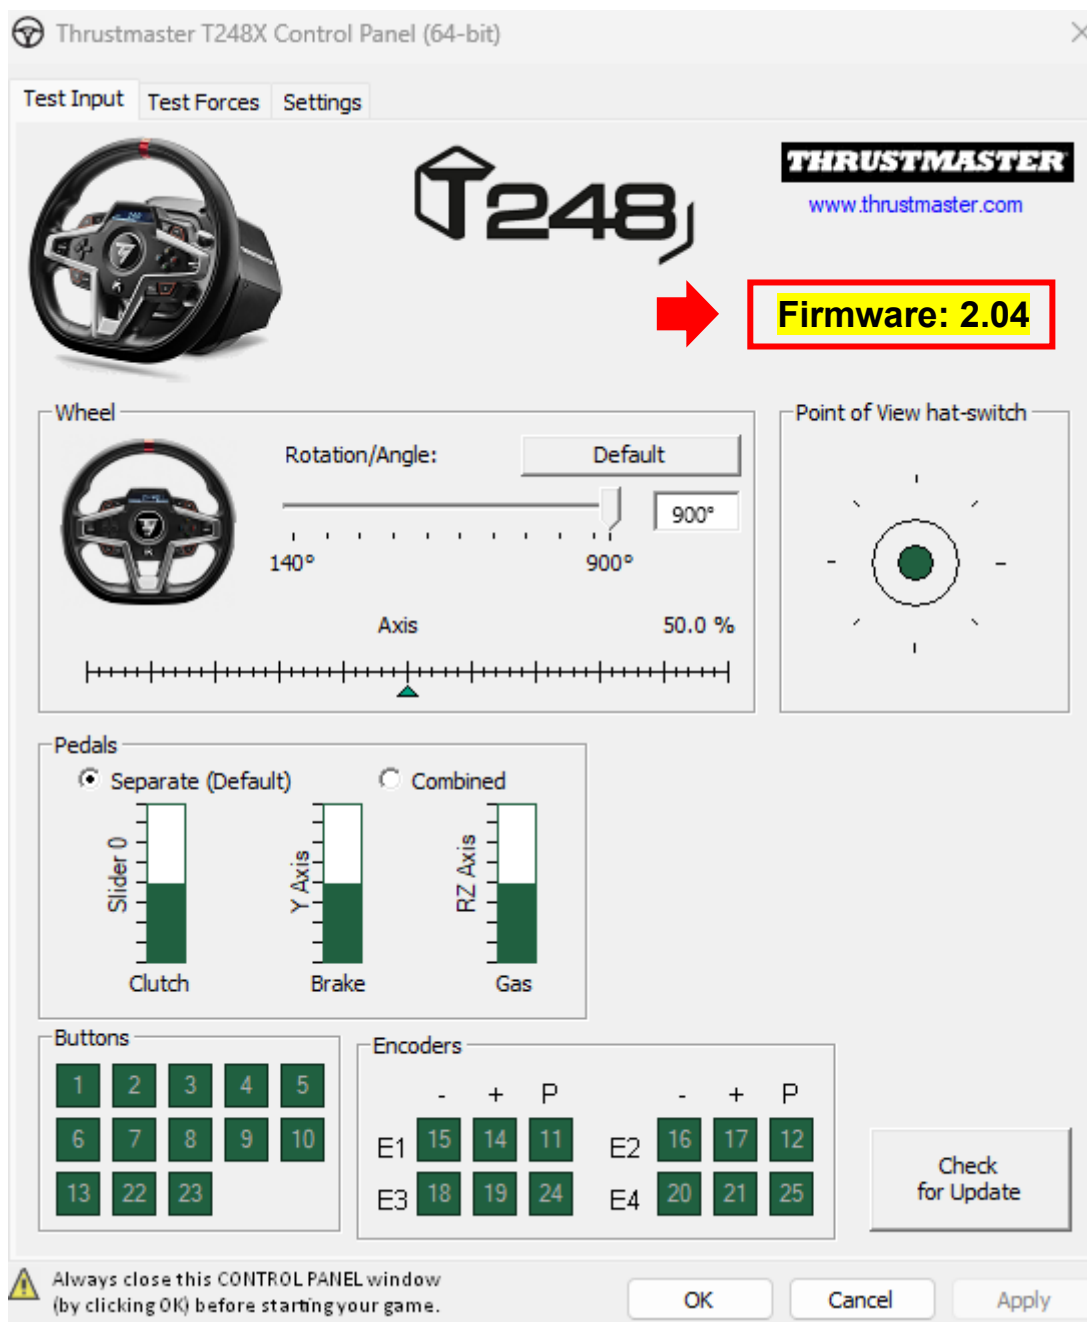 Thrustmaster T248X Control Panel (64-bit)
Test Input Test Forces Settings
T248
THRUSTMASTER
www.thrustmaster.com
Firmware: 2.04
Wheel
Rotation/Angle: Default
900°
140° 900°
Axis 50.0 %
Point of View hat-switch
Pedals
Separate (Default) Combined
Slider 0 Y Axis RZ Axis
Clutch Brake Gas
Buttons
1 2 3 4 5
6 7 8 9 10
13 22 23
Encoders
- + P - + P
E1 15 14 11 E2 16 17 12
E3 18 19 24 E4 20 21 25
Check
for Update
Always close this CONTROL PANEL window
(by clicking OK) before starting your game.
OK Cancel Apply